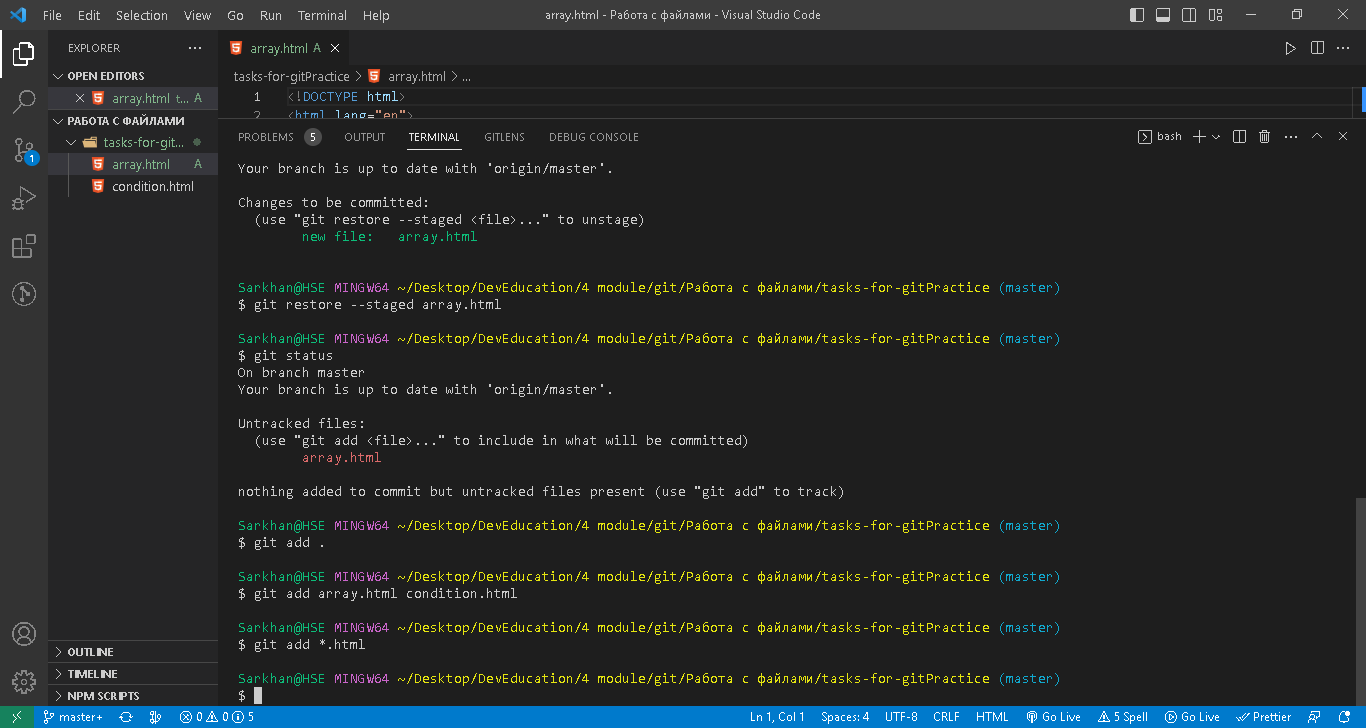 File Edit Selection View Go Run Terminal Help
array.html - Работа с файлами - Visual Studio Code
EXPLORER
OPEN EDITORS
array.html t... A
РАБОТА С ФАЙЛАМИ
tasks-for-git...
array.html A
condition.html
OUTLINE
TIMELINE
NPM SCRIPTS
1
array.html A
tasks-for-gitPractice > array.html > ...
1 <!DOCTYPE html>
2 <html lang="en">
PROBLEMS 5 OUTPUT TERMINAL GITLENS DEBUG CONSOLE
bash
Your branch is up to date with 'origin/master'.
Changes to be committed:
(use "git restore --staged <file>..." to unstage)
new file: array.html
Sarkhan@HSE MINGW64 ~/Desktop/DevEducation/4 module/git/Работа с файлами/tasks-for-gitPractice (master)
$ git restore --staged array.html
Sarkhan@HSE MINGW64 ~/Desktop/DevEducation/4 module/git/Работа с файлами/tasks-for-gitPractice (master)
$ git status
On branch master
Your branch is up to date with 'origin/master'.
Untracked files:
(use "git add <file>..." to include in what will be committed)
array.html
nothing added to commit but untracked files present (use "git add" to track)
Sarkhan@HSE MINGW64 ~/Desktop/DevEducation/4 module/git/Работа с файлами/tasks-for-gitPractice (master)
$ git add .
Sarkhan@HSE MINGW64 ~/Desktop/DevEducation/4 module/git/Работа с файлами/tasks-for-gitPractice (master)
$ git add array.html condition.html
Sarkhan@HSE MINGW64 ~/Desktop/DevEducation/4 module/git/Работа с файлами/tasks-for-gitPractice (master)
$ git add *.html
Sarkhan@HSE MINGW64 ~/Desktop/DevEducation/4 module/git/Работа с файлами/tasks-for-gitPractice (master)
$
master+ 0 0 5 Ln 1, Col 1 Spaces: 4 UTF-8 CRLF HTML Go Live 5 Spell Go Live Prettier